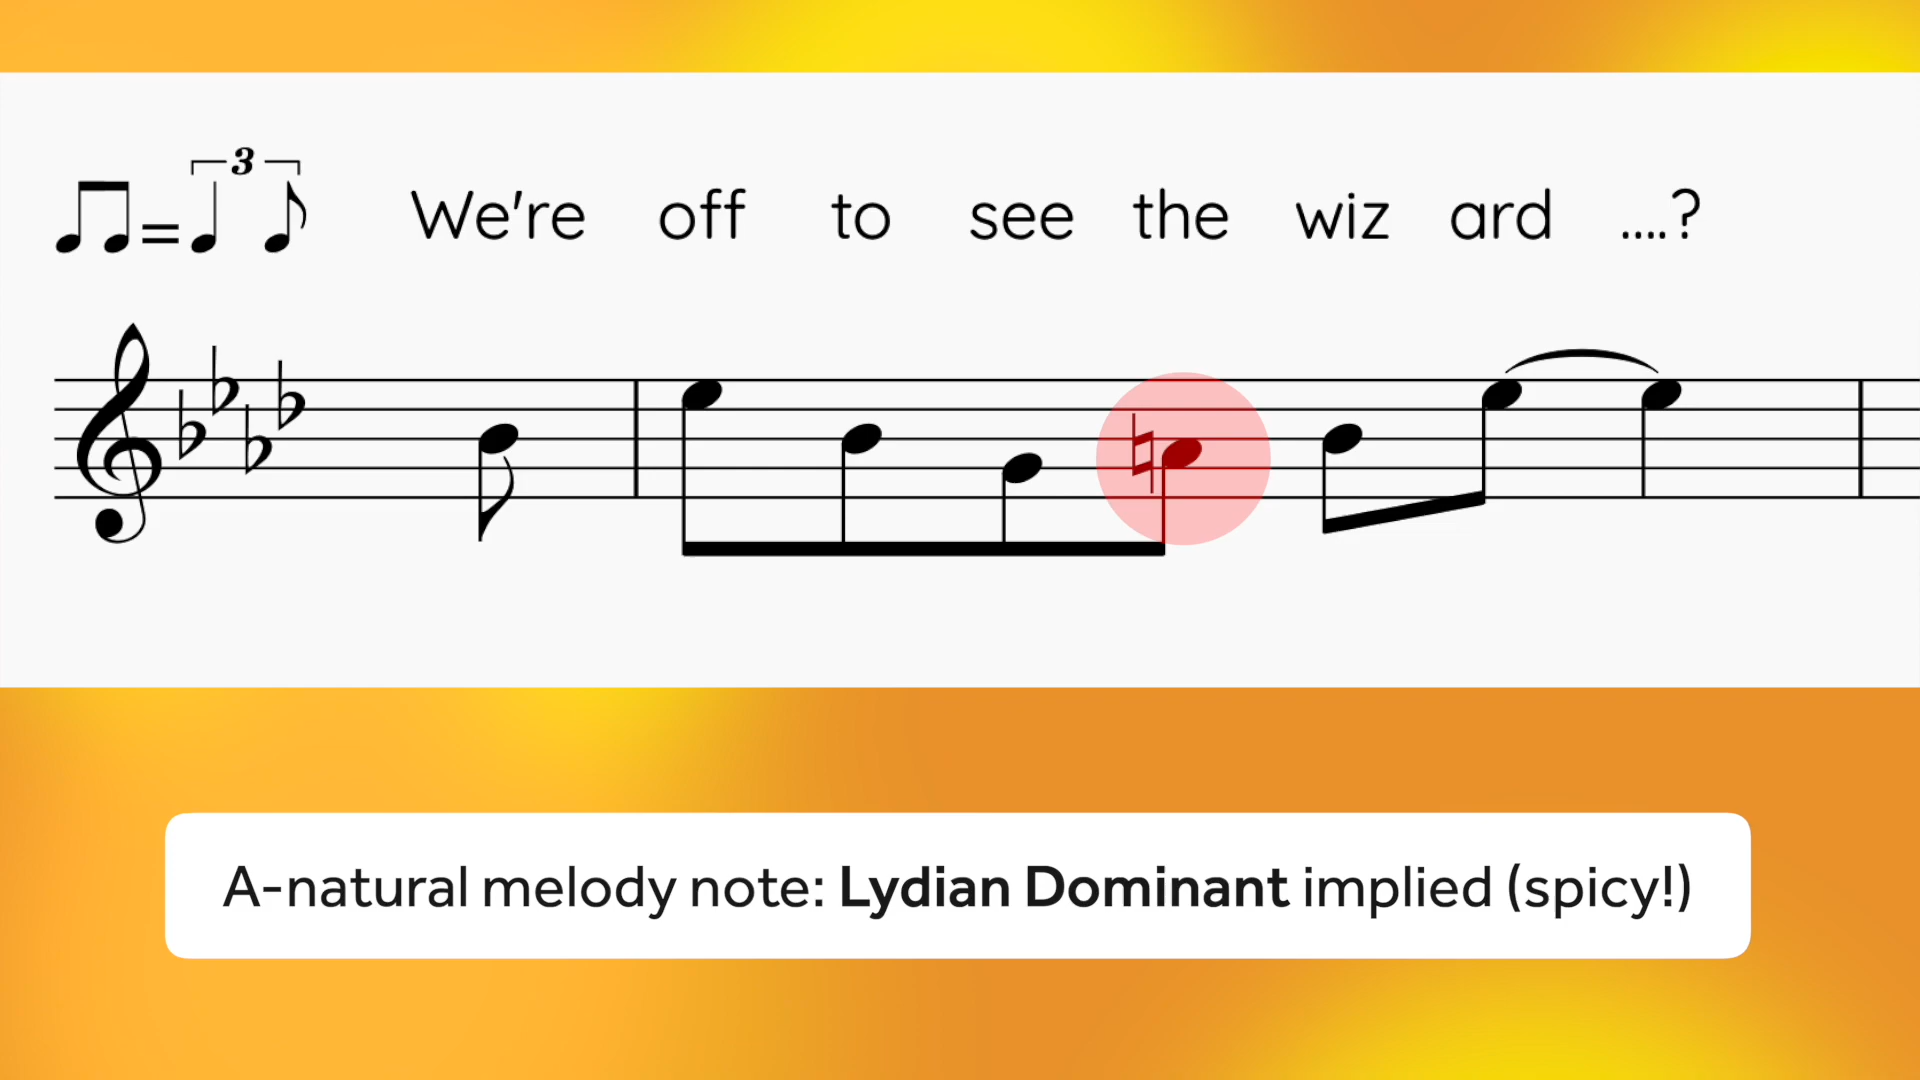 3
We're off to see the wiz ard ....?
A-natural melody note: Lydian Dominant implied (spicy!)